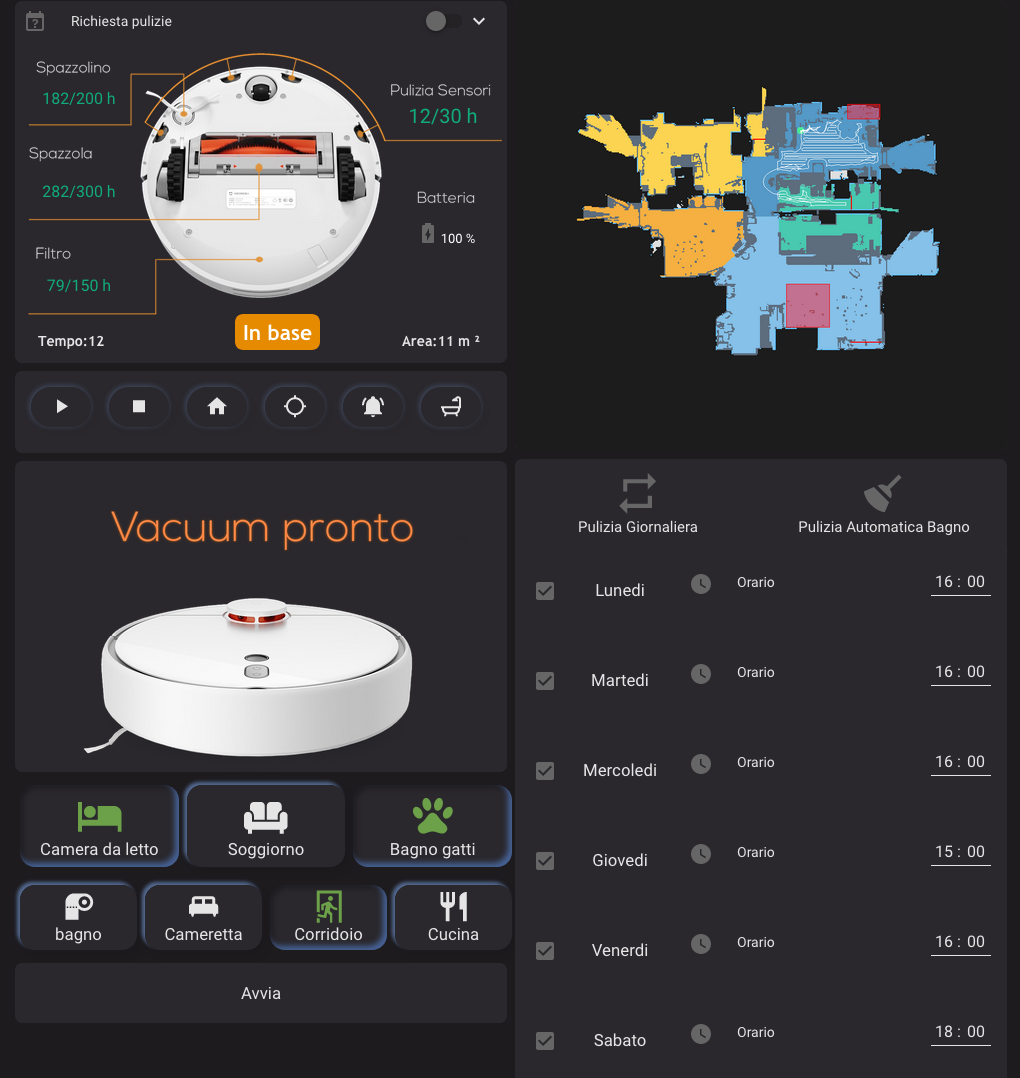 Richiesta pulizie
Spazzolino
182/200 h
Pulizia Sensori
12/30 h
Spazzola
282/300 h
Batteria
100 %
Filtro
79/150 h
In base
Tempo:12
Area:11 m ²
Vacuum pronto
Camera da letto
Soggiorno
Bagno gatti
bagno
Cameretta
Corridoio
Cucina
Avvia
Pulizia Giornaliera
Pulizia Automatica Bagno
Lunedi Orario 16 : 00
Martedi Orario 16 : 00
Mercoledi Orario 16 : 00
Giovedi Orario 15 : 00
Venerdi Orario 16 : 00
Sabato Orario 18 : 00